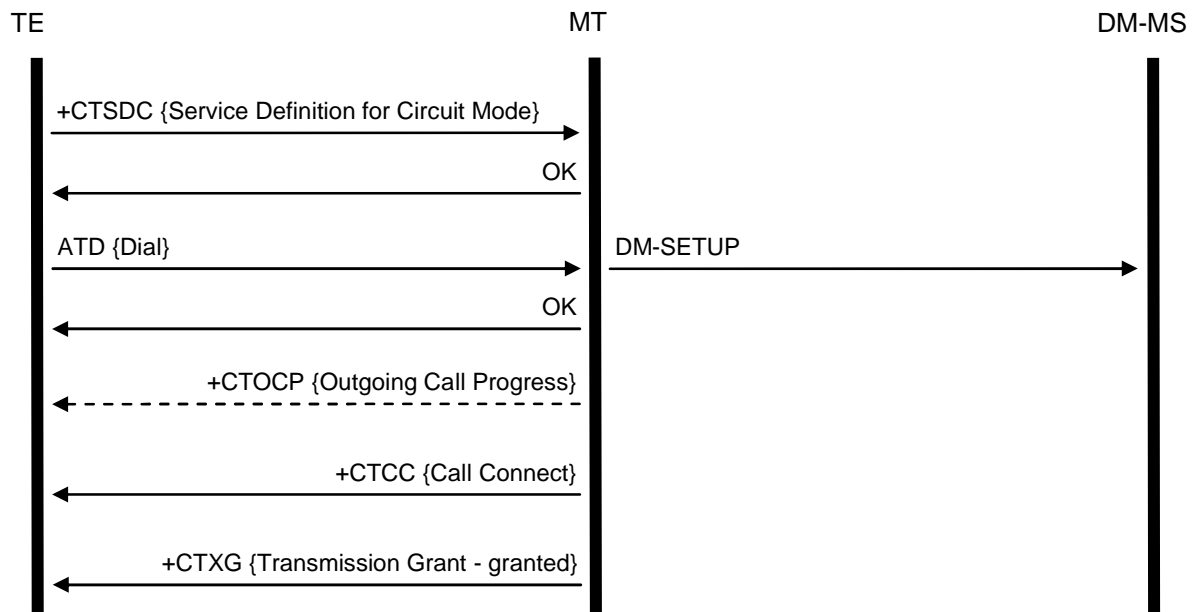 TE
MT
DM-MS
+CTSDC {Service Definition for Circuit Mode}
OK
ATD {Dial}
DM-SETUP
OK
+CTOCP {Outgoing Call Progress}
+CTCC {Call Connect}
+CTXG {Transmission Grant - granted}